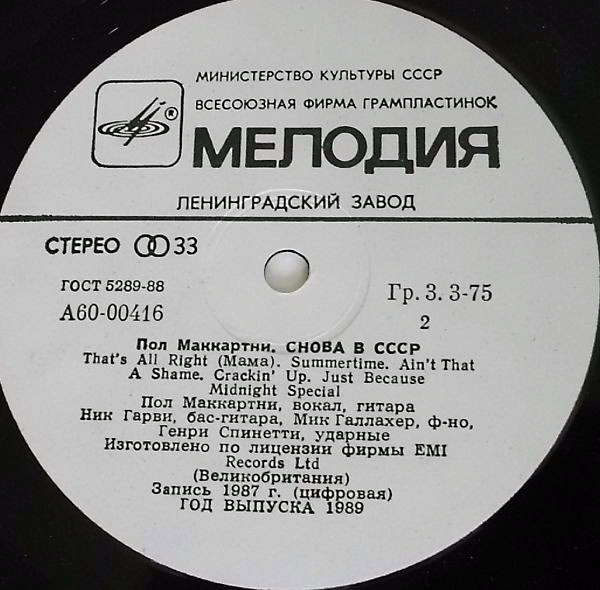 МИНИСТЕРСТВО КУЛЬТУРЫ СССР
ВСЕСОЮЗНАЯ ФИРМА ГРАМПЛАСТИНОК
®
МЕЛОДИЯ
ЛЕНИНГРАДСКИЙ ЗАВОД
СТЕРЕО 33
ГОСТ 5289-88
А60-00416
Гр. 3. 3-75
2
Пол Маккартни. СНОВА В СССР
That's All Right (Мама). Summertime. Ain't That
A Shame. Crackin' Up. Just Because
Midnight Special
Пол Маккартни, вокал, гитара
Ник Гарви, бас-гитара, Мик Галлахер, ф-но,
Генри Спинетти, ударные
Изготовлено по лицензии фирмы EMI
Records Ltd
(Великобритания)
Запись 1987 г. (цифровая)
ГОД ВЫПУСКА 1989